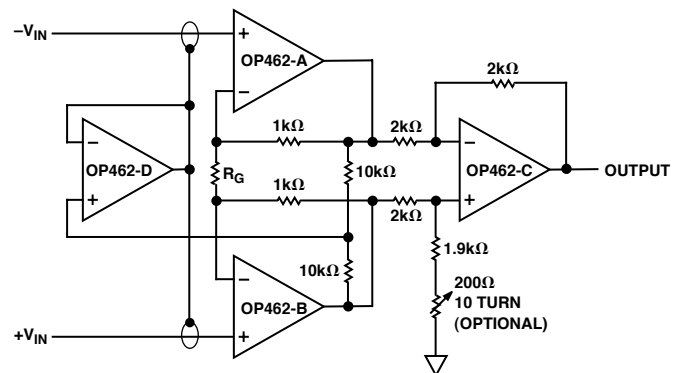 −VIN
+
OP462-A
−
2kΩ
1kΩ
2kΩ
−
OP462-D
+
RG
10kΩ
−
OP462-C
+
OUTPUT
1kΩ
2kΩ
1.9kΩ
10kΩ
200Ω
10 TURN
(OPTIONAL)
−
OP462-B
+
+VIN